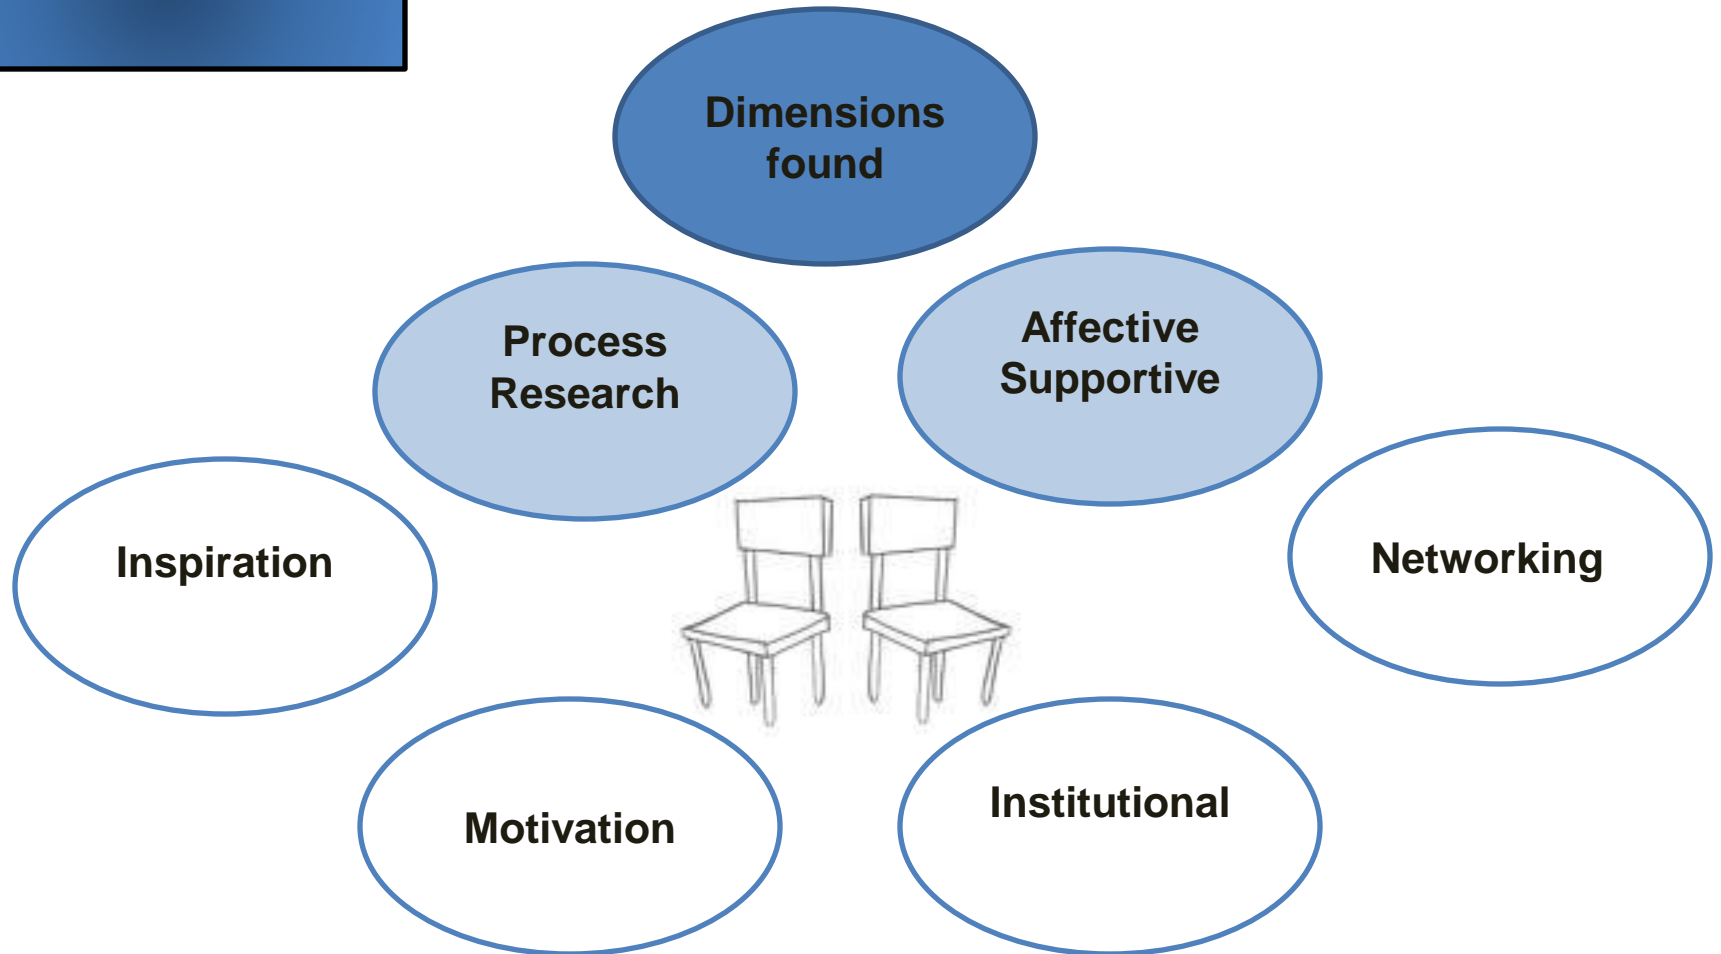 Dimensions
found
Process
Research
Affective
Supportive
Inspiration
Networking
Motivation
Institutional